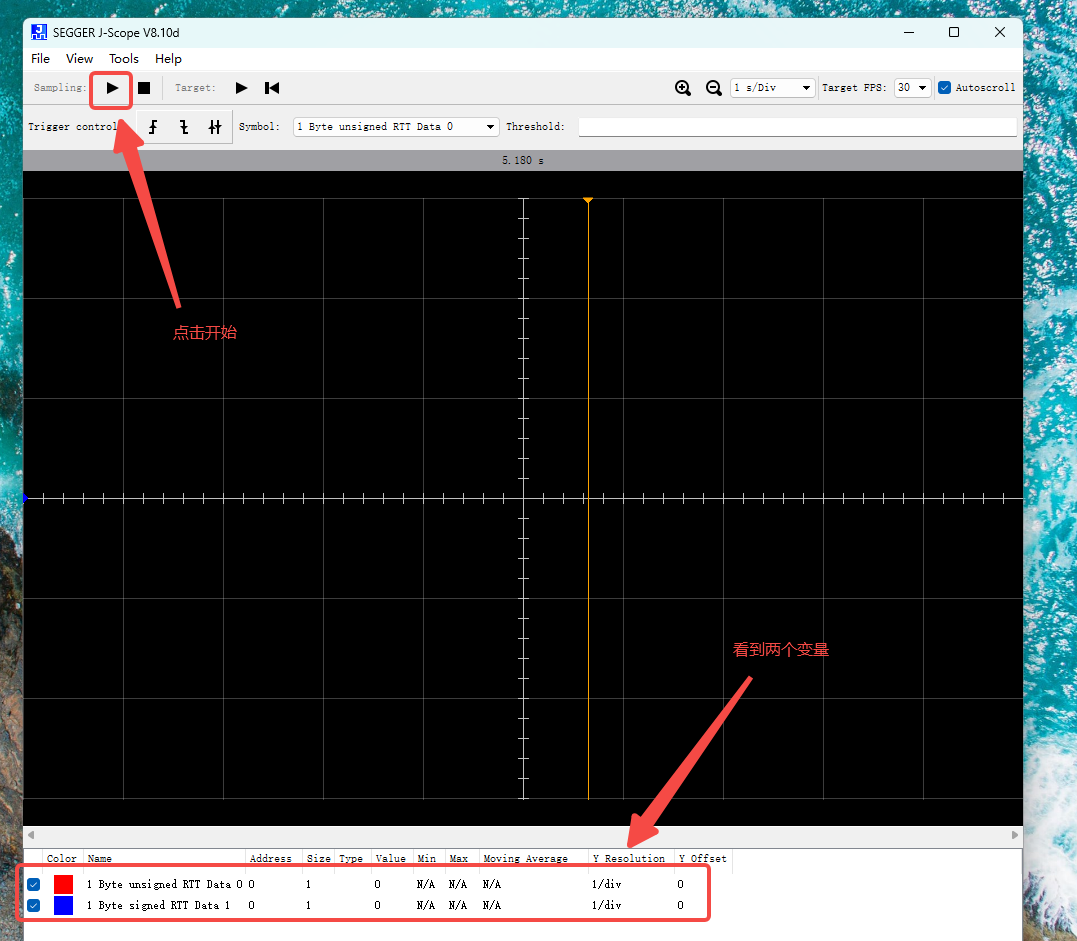 SEGGER J-Scope V8.10d
File View Tools Help
Sampling: Target: 1 s/Div Target FPS: 30 Autoscroll
Trigger control Symbol: 1 Byte unsigned RTT Data 0 Threshold:
5.180 s
点击开始
看到两个变量
Color Name Address Size Type Value Min Max Moving Average Y Resolution Y Offset
1 Byte unsigned RTT Data 0 0 1 0 N/A N/A N/A 1/div 0
1 Byte signed RTT Data 1 0 1 0 N/A N/A N/A 1/div 0